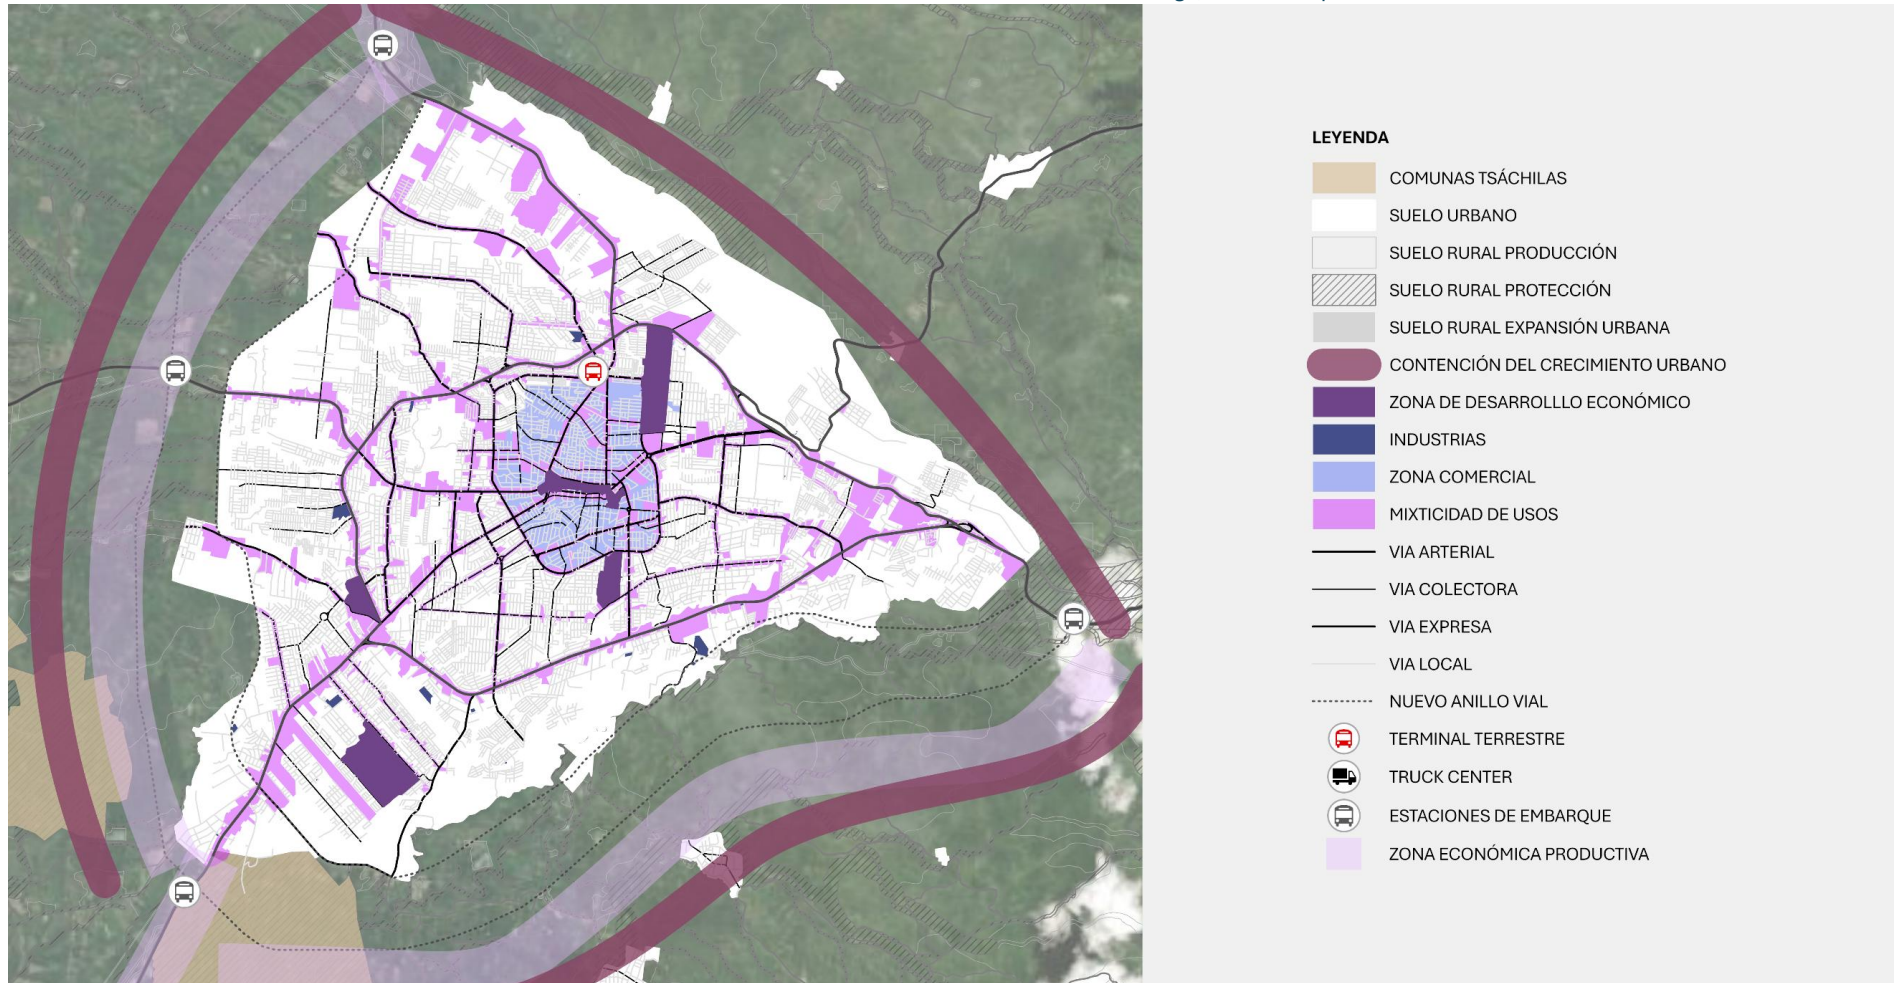 LEYENDA
COMUNAS TSÁCHILAS
SUELO URBANO
SUELO RURAL PRODUCCIÓN
SUELO RURAL PROTECCIÓN
SUELO RURAL EXPANSIÓN URBANA
CONTENCIÓN DEL CRECIMIENTO URBANO
ZONA DE DESARROLLLO ECONÓMICO
INDUSTRIAS
ZONA COMERCIAL
MIXTICIDAD DE USOS
VIA ARTERIAL
VIA COLECTORA
VIA EXPRESA
VIA LOCAL
NUEVO ANILLO VIAL
TERMINAL TERRESTRE
TRUCK CENTER
ESTACIONES DE EMBARQUE
ZONA ECONÓMICA PRODUCTIVA